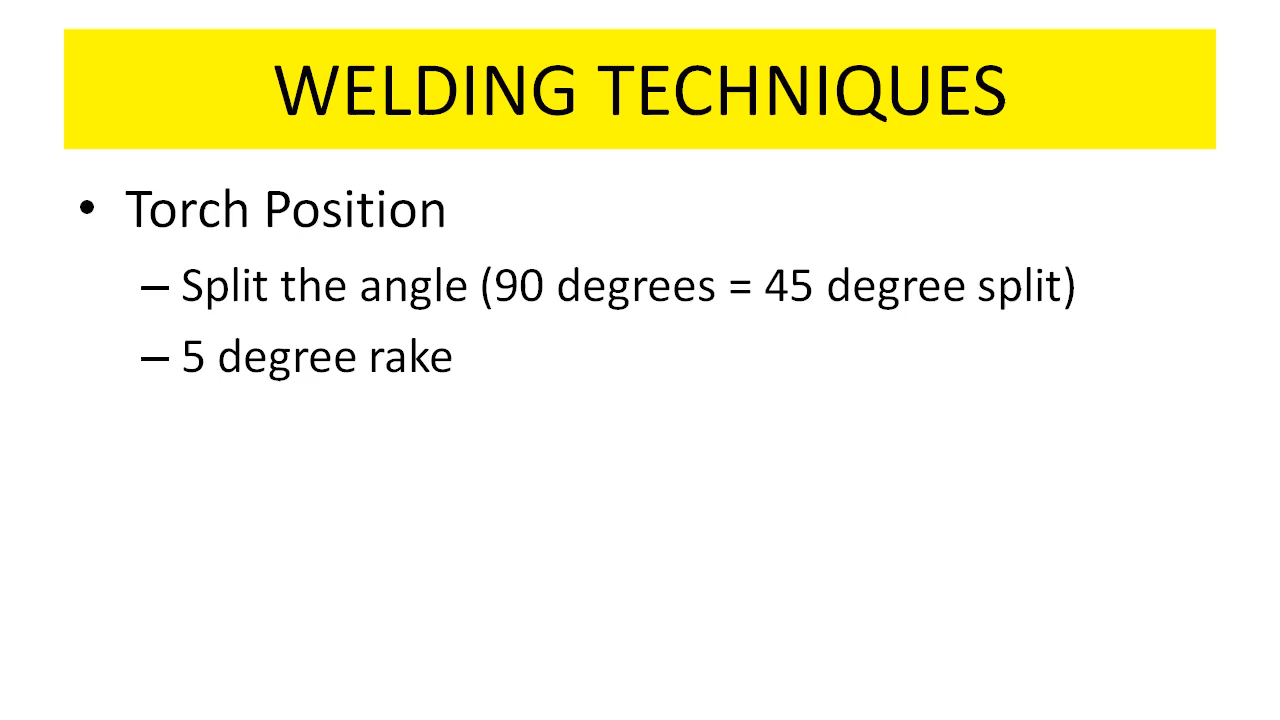 WELDING TECHNIQUES
• Torch Position
– Split the angle (90 degrees = 45 degree split)
– 5 degree rake